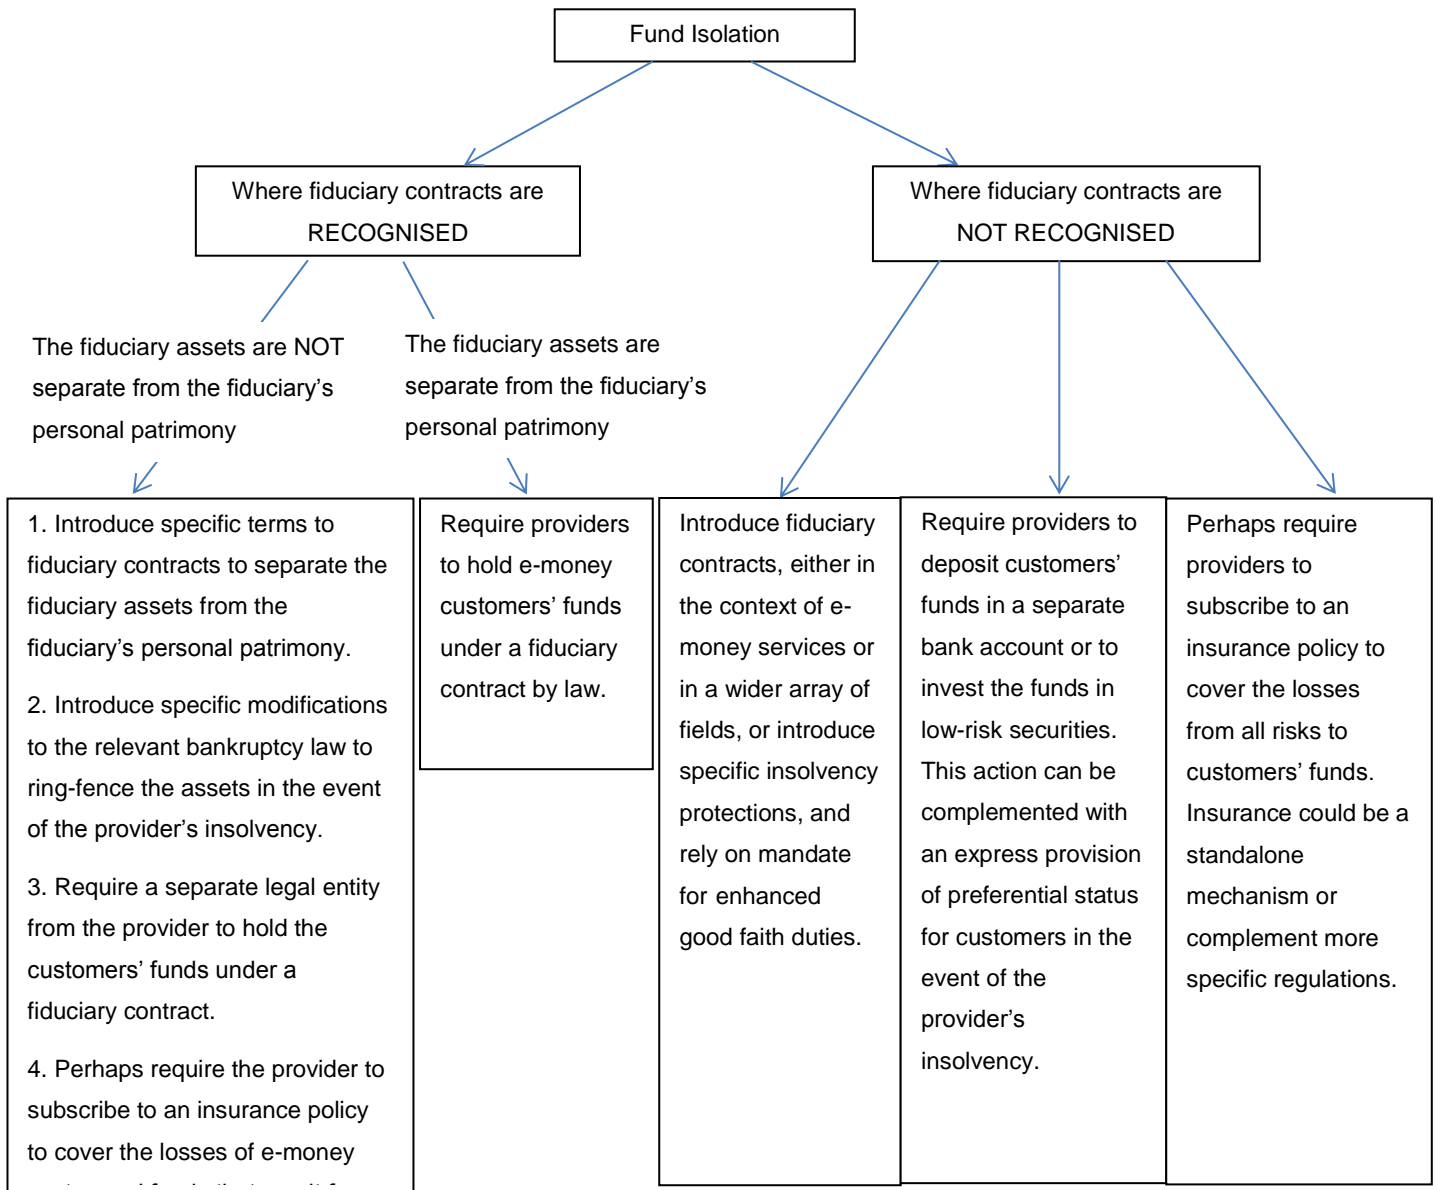 Fund Isolation
Where fiduciary contracts are
RECOGNISED
Where fiduciary contracts are
NOT RECOGNISED
The fiduciary assets are NOT
separate from the fiduciary’s
personal patrimony
The fiduciary assets are
separate from the fiduciary’s
personal patrimony
1. Introduce specific terms to
fiduciary contracts to separate the
fiduciary assets from the
fiduciary’s personal patrimony.
2. Introduce specific modifications
to the relevant bankruptcy law to
ring-fence the assets in the event
of the provider’s insolvency.
3. Require a separate legal entity
from the provider to hold the
customers’ funds under a
fiduciary contract.
4. Perhaps require the provider to
subscribe to an insurance policy
to cover the losses of e-money
Require providers
to hold e-money
customers’ funds
under a fiduciary
contract by law.
Introduce fiduciary
contracts, either in
the context of e-
money services or
in a wider array of
fields, or introduce
specific insolvency
protections, and
rely on mandate
for enhanced
good faith duties.
Require providers to
deposit customers’
funds in a separate
bank account or to
invest the funds in
low-risk securities.
This action can be
complemented with
an express provision
of preferential status
for customers in the
event of the
provider’s
insolvency.
Perhaps require
providers to
subscribe to an
insurance policy to
cover the losses
from all risks to
customers’ funds.
Insurance could be a
standalone
mechanism or
complement more
specific regulations.